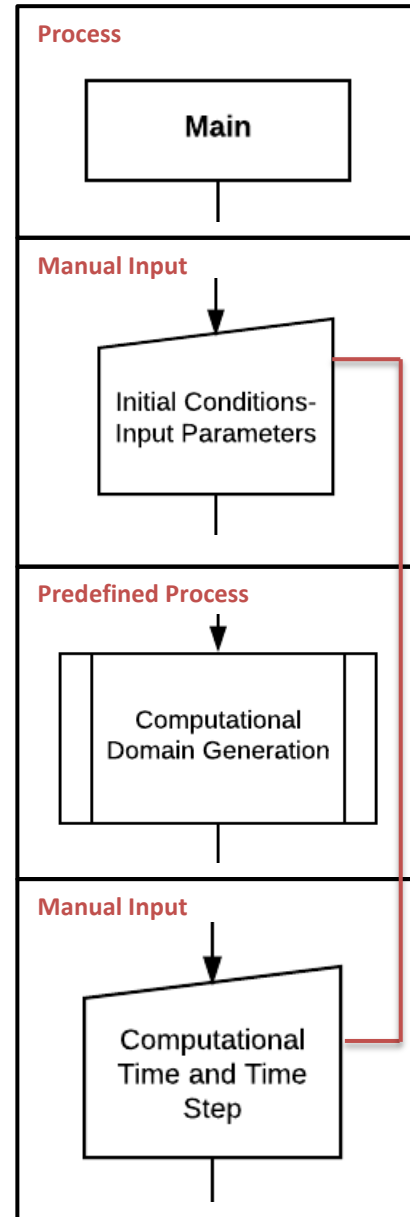 Process
Main
Manual Input
Initial Conditions-
Input Parameters
Predefined Process
Computational
Domain Generation
Manual Input
Computational
Time and Time
Step